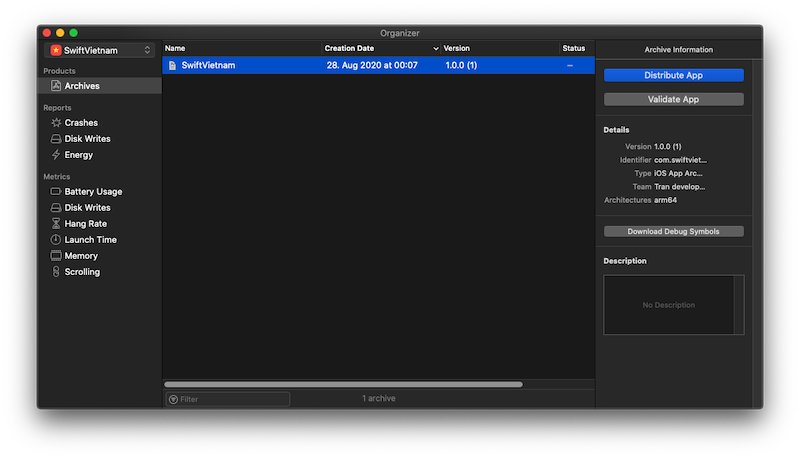 Organizer
SwiftVietnam
Products
Archives
Reports
Crashes
Disk Writes
Energy
Metrics
Battery Usage
Disk Writes
Hang Rate
Launch Time
Memory
Scrolling
Name Creation Date Version Status
SwiftVietnam 28. Aug 2020 at 00:07 1.0.0 (1) --
Filter
1 archive
Archive Information
Distribute App
Validate App
Details
Version 1.0.0 (1)
Identifier com.swiftviet...
Type iOS App Arc...
Team Tran develop...
Architectures arm64
Download Debug Symbols
Description
No Description